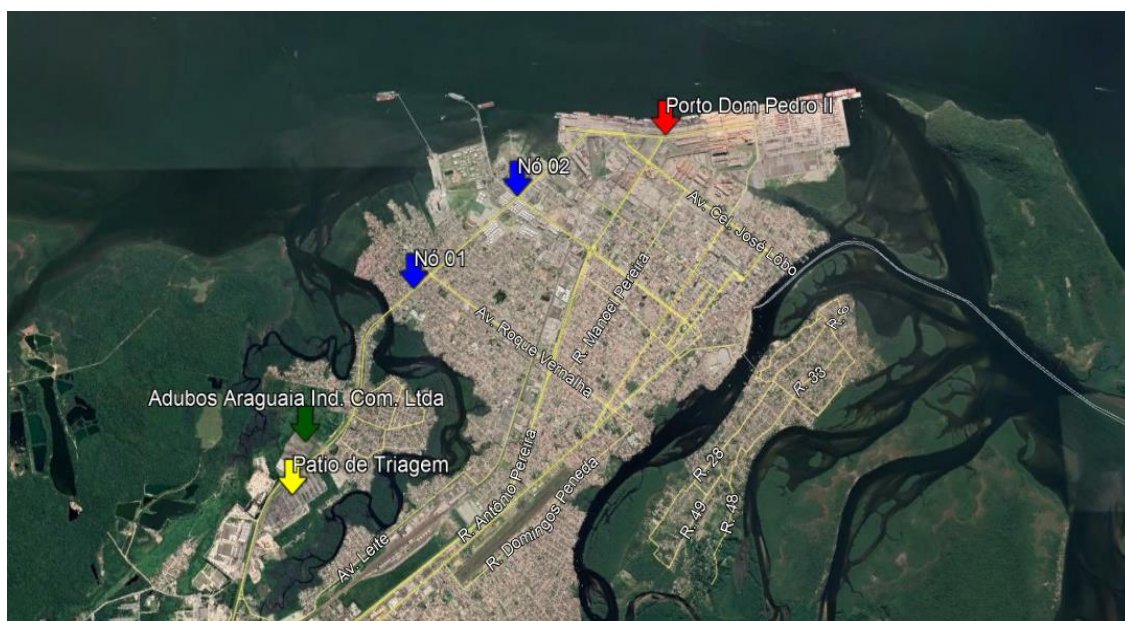 Porto Dom Pedro II
Nó 02
Av. Cel. José Lôbo
Nó 01
R. Manoel Pereira
Av. Roque Vernalha
R. 6
R. 33
Adubos Araguaia Ind. Com. Ltda
Patio de Triagem
R. Antônio Pereira
R. 28
R. Domingos Peneda
R. 49
R. 48
Av. Leite